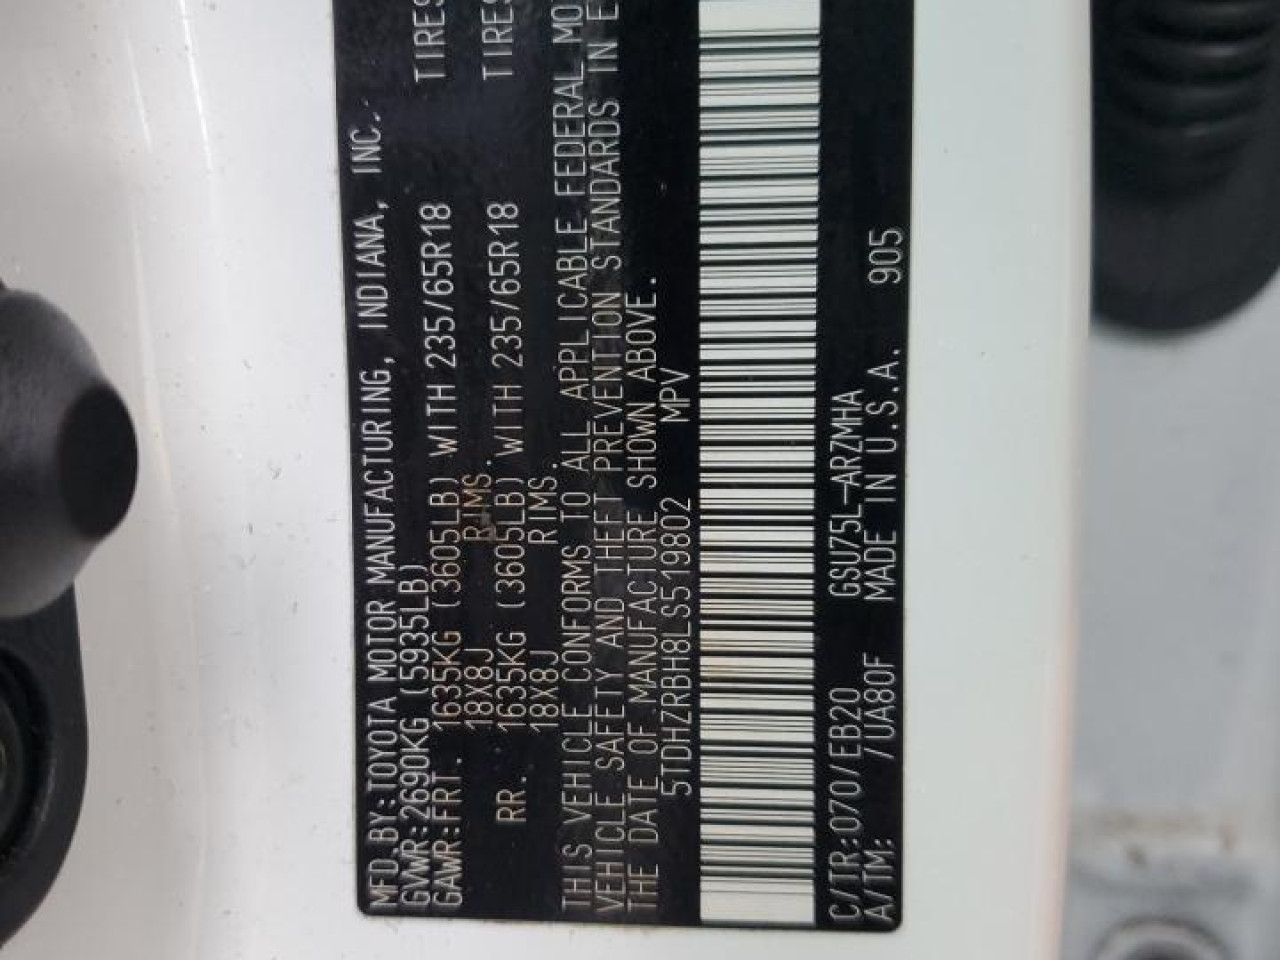 MFD.BY:TOYOTA MOTOR MANUFACTURING, INDIANA, INC.
GVWR:2690KG(5935LB)
GAWR:FRT. 1635KG(3605LB) WITH 235/65R18 TIRES
18X8J RIMS.
RR. 1635KG(3605LB) WITH 235/65R18 TIRES
18X8J RIMS.
THIS VEHICLE CONFORMS TO ALL APPLICABLE FEDERAL MO
VEHICLE SAFETY AND THEFT PREVENTION STANDARDS IN E
THE DATE OF MANUFACTURE SHOWN ABOVE.
5TDHZRBH8LS519802 MPV
C/TR:070/EB20 GSU75L-ARZMHA
A/TM: /UA80F MADE IN U.S.A. 905